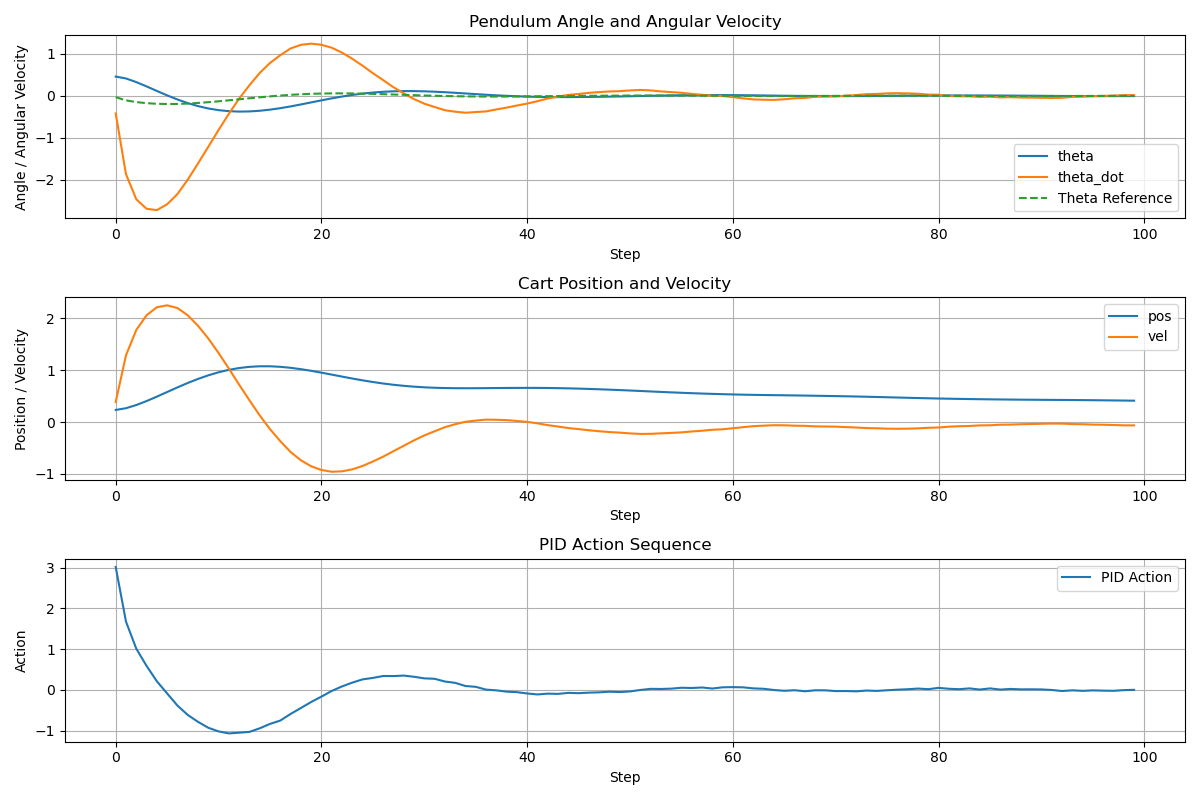 Pendulum Angle and Angular Velocity
Angle / Angular Velocity
1
0
−1
−2
theta
theta_dot
Theta Reference
0 20 40 60 80 100
Step
Cart Position and Velocity
Position / Velocity
2
1
0
−1
pos
vel
0 20 40 60 80 100
Step
PID Action Sequence
Action
3
2
1
0
−1
PID Action
0 20 40 60 80 100
Step